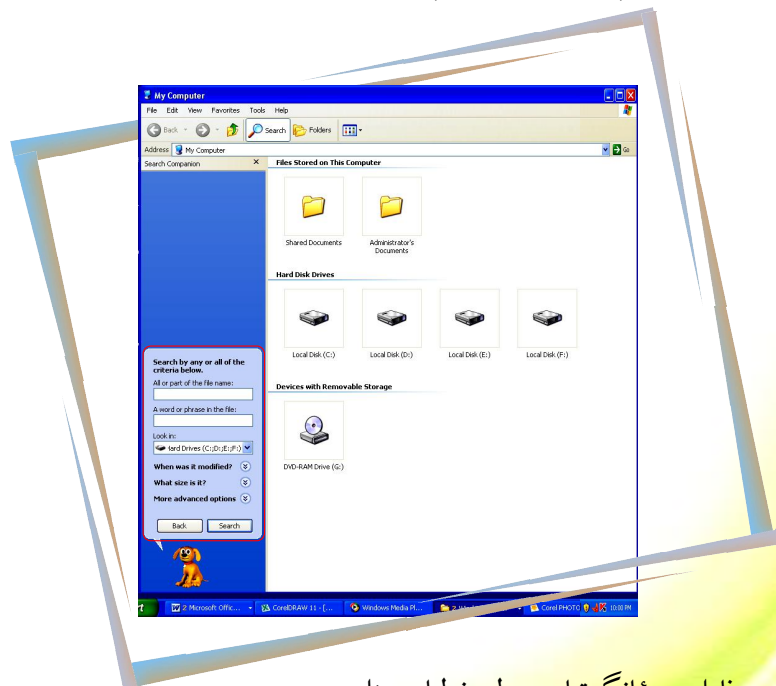 My Computer
File Edit View Favorites Tools Help
Back Search Folders
Address My Computer Go
Search Companion
Files Stored on This Computer
Shared Documents
Administrator's
Documents
Hard Disk Drives
Local Disk (C:) Local Disk (D:) Local Disk (E:) Local Disk (F:)
Devices with Removable Storage
DVD-RAM Drive (G:)
Search by any or all of the
criteria below.
All or part of the file name:
A word or phrase in the file:
Look in:
Hard Drives (C:;D:;E:;F:)
When was it modified?
What size is it?
More advanced options
Back Search
2 Microsoft Offic... CorelDRAW 11 - [... Windows Media Pl... Corel PHOTO 10:00 PM